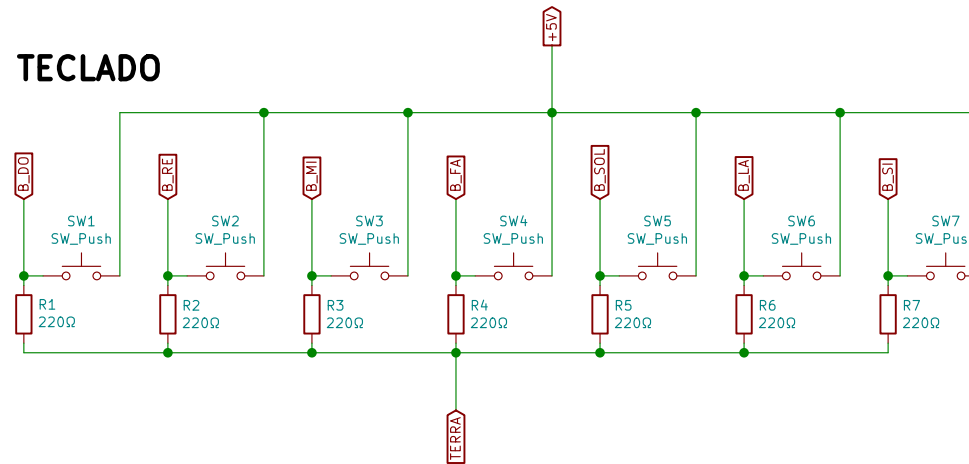 +5V
TECLADO
B_DO
B_RE
B_MI
B_FA
B_SOL
B_LA
B_SI
SW1
SW_Push
SW2
SW_Push
SW3
SW_Push
SW4
SW_Push
SW5
SW_Push
SW6
SW_Push
SW7
SW_Push
R1
220Ω
R2
220Ω
R3
220Ω
R4
220Ω
R5
220Ω
R6
220Ω
R7
220Ω
TERRA